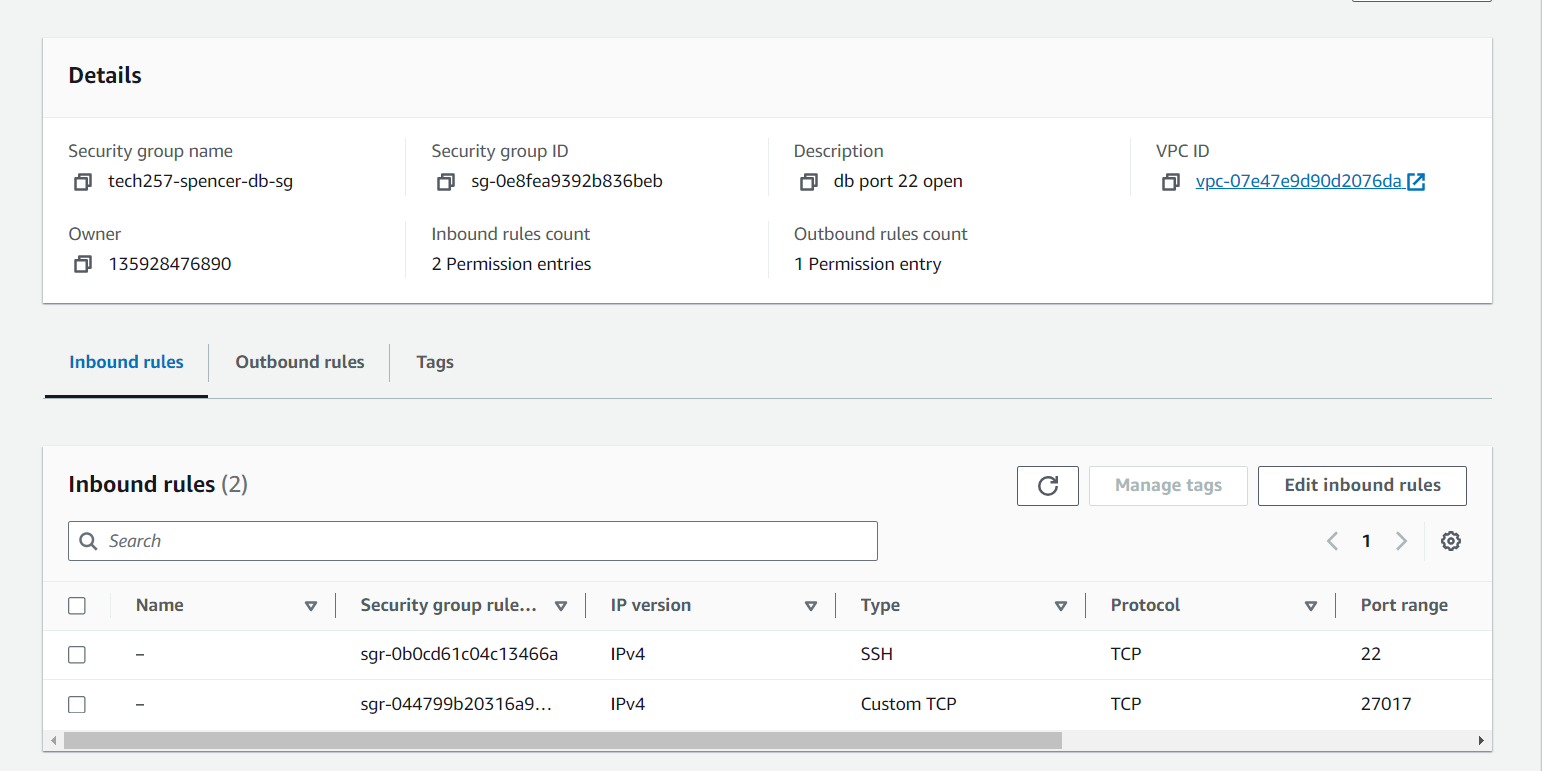 Details
Security group name Security group ID Description VPC ID
tech257-spencer-db-sg sg-0e8fea9392b836beb db port 22 open vpc-07e47e9d90d2076da
Owner Inbound rules count Outbound rules count
135928476890 2 Permission entries 1 Permission entry
Inbound rules Outbound rules Tags
Inbound rules (2) Manage tags Edit inbound rules
Search 1
Name Security group rule... IP version Type Protocol Port range
– sgr-0b0cd61c04c13466a IPv4 SSH TCP 22
– sgr-044799b20316a9... IPv4 Custom TCP TCP 27017